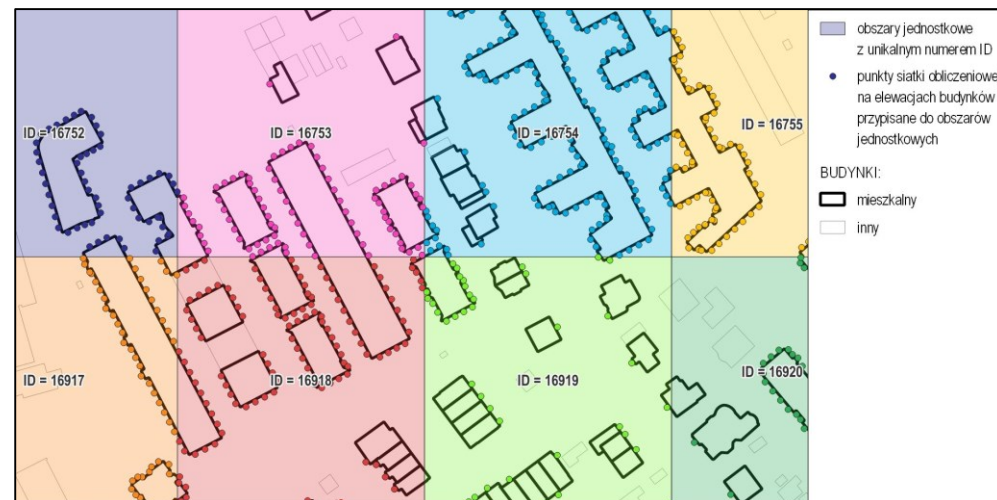 ID = 16752
ID = 16753
ID = 16754
ID = 16755
ID = 16917
ID = 16918
ID = 16919
ID = 16920
obszary jednostkowe
z unikalnym numerem ID
punkty siatki obliczeniowe
na elewacjach budynków
przypisane do obszarów
jednostkowych
BUDYNKI:
mieszkalny
inny